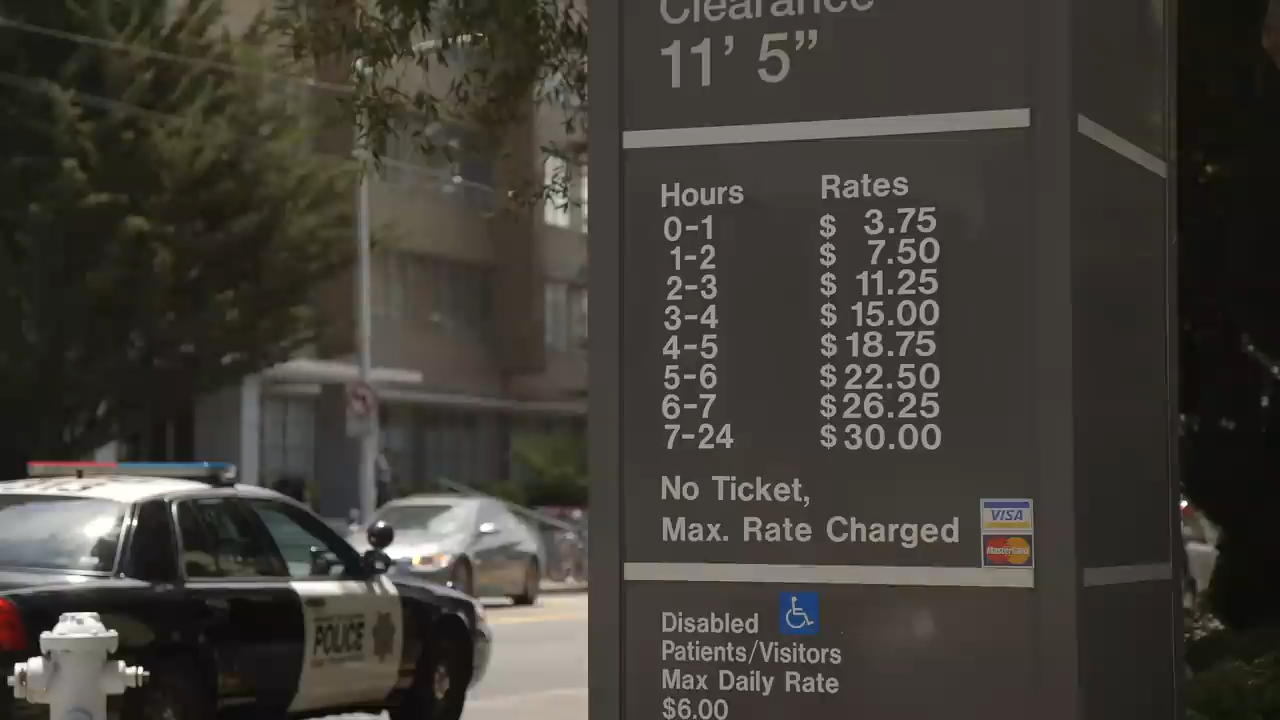 Clearance
11’ 5”
Hours Rates
0-1 $ 3.75
1-2 $ 7.50
2-3 $ 11.25
3-4 $ 15.00
4-5 $ 18.75
5-6 $ 22.50
6-7 $ 26.25
7-24 $ 30.00
No Ticket,
Max. Rate Charged
VISA
MasterCard
Disabled
Patients/Visitors
Max Daily Rate
$6.00
POLICE